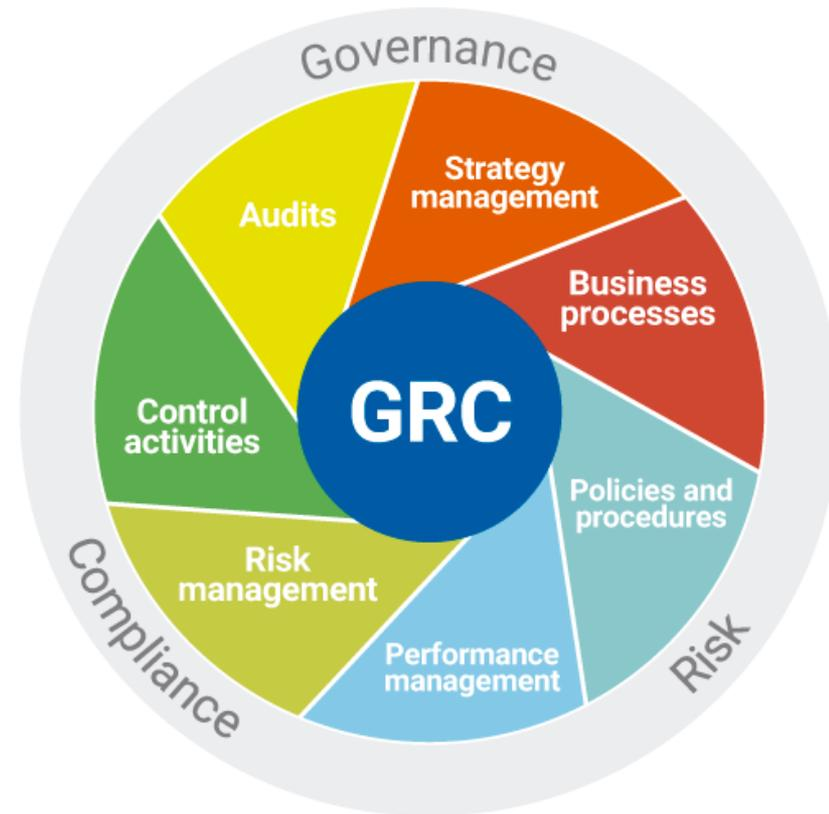 Governance
Strategy
management
Audits
Business
processes
GRC
Control
activities
Policies and
procedures
Risk
management
Performance
management
Compliance
Risk